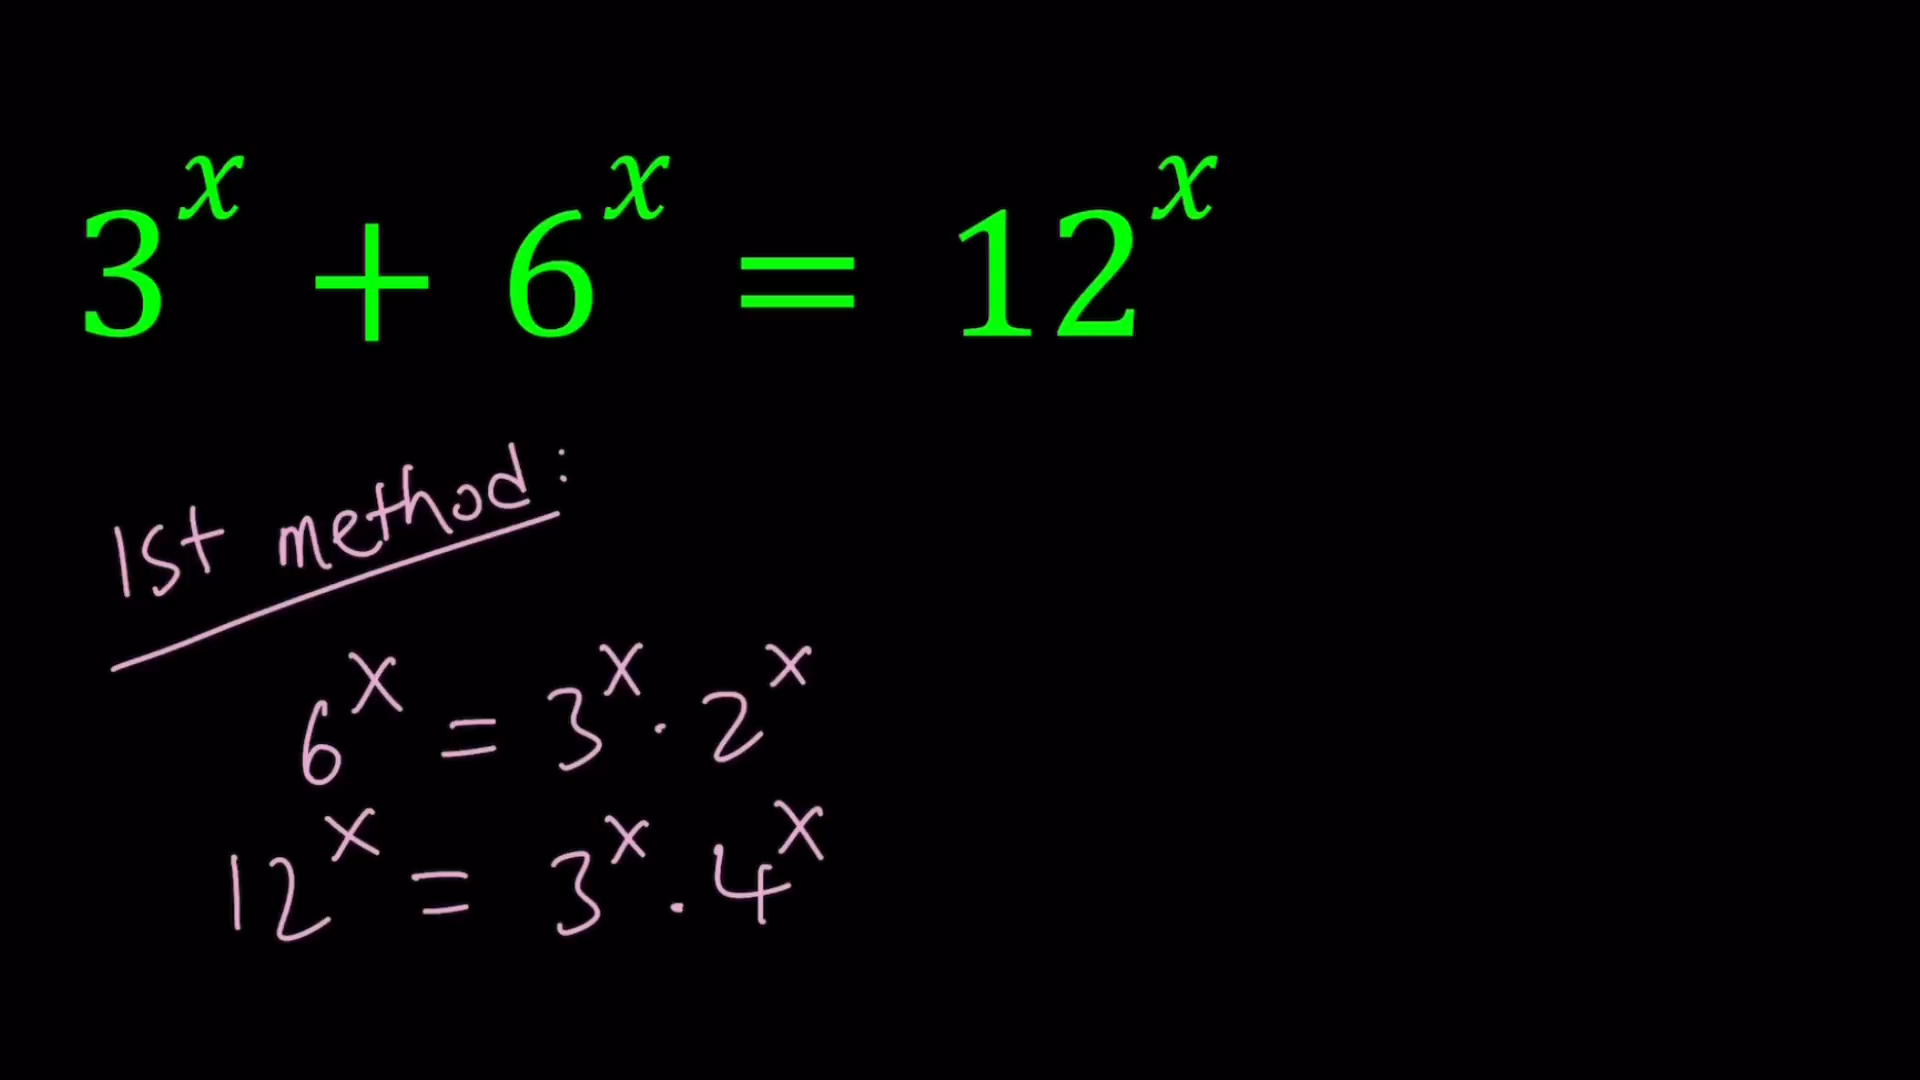 3^x + 6^x = 12^x
1st method:
6^x = 3^x · 2^x
12^x = 3^x · 4^x